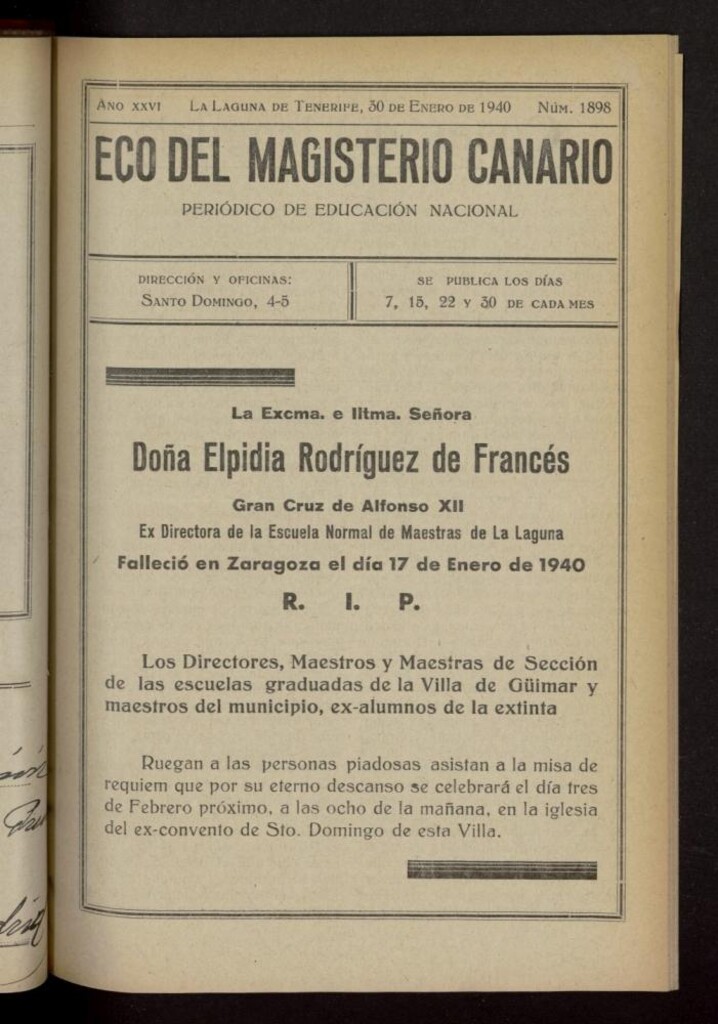 AÑO XXVI LA LAGUNA DE TENERIFE, 30 DE ENERO DE 1940 NÚM. 1898
ECO DEL MAGISTERIO CANARIO
PERIÓDICO DE EDUCACIÓN NACIONAL
DIRECCIÓN Y OFICINAS:
SANTO DOMINGO, 4-5
SE PUBLICA LOS DÍAS
7, 15, 22 Y 30 DE CADA MES
La Excma. e Iltma. Señora
Doña Elpidia Rodríguez de Francés
Gran Cruz de Alfonso XII
Ex Directora de la Escuela Normal de Maestras de La Laguna
Falleció en Zaragoza el día 17 de Enero de 1940
R. I. P.
Los Directores, Maestros y Maestras de Sección
de las escuelas graduadas de la Villa de Güimar y
maestros del municipio, ex-alumnos de la extinta
Ruegan a las personas piadosas asistan a la misa de
requiem que por su eterno descanso se celebrará el día tres
de Febrero próximo, a las ocho de la mañana, en la iglesia
del ex-convento de Sto. Domingo de esta Villa.